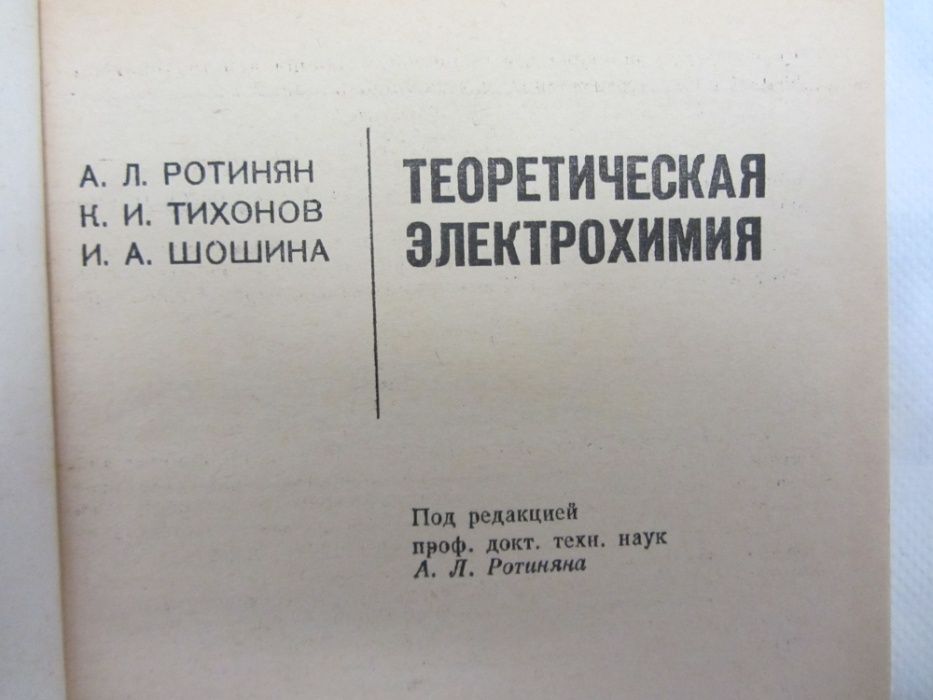 А. Л. РОТИНЯН
К. И. ТИХОНОВ
И. А. ШОШИНА
ТЕОРЕТИЧЕСКАЯ
ЭЛЕКТРОХИМИЯ
Под редакцией
проф. докт. техн. наук
А. Л. Ротиняна